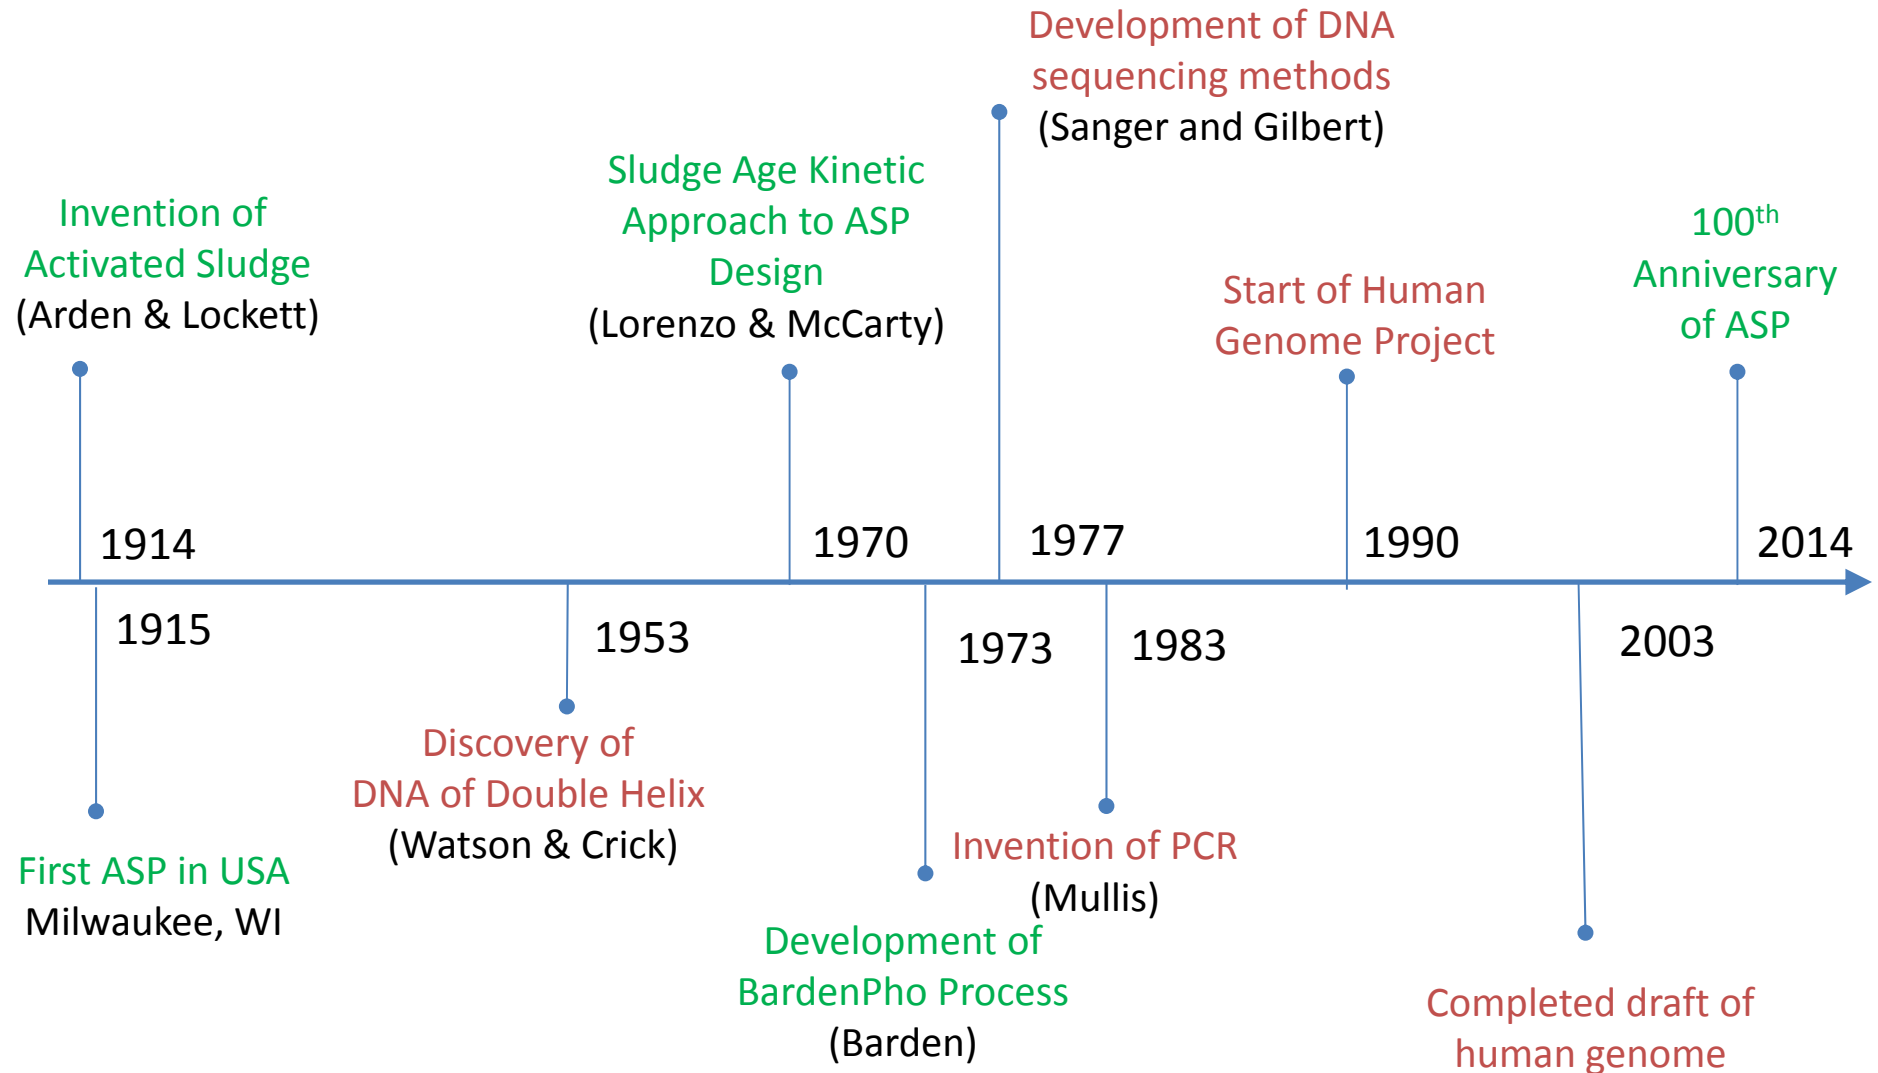 Development of DNA
sequencing methods
(Sanger and Gilbert)
Sludge Age Kinetic
Approach to ASP
Design
(Lorenzo & McCarty)
Invention of
Activated Sludge
(Arden & Lockett)
100th
Anniversary
of ASP
Start of Human
Genome Project
1914
1970
1977
1990
2014
1915
1953
1973
1983
2003
Discovery of
DNA of Double Helix
(Watson & Crick)
First ASP in USA
Milwaukee, WI
Invention of PCR
(Mullis)
Development of
BardenPho Process
(Barden)
Completed draft of
human genome